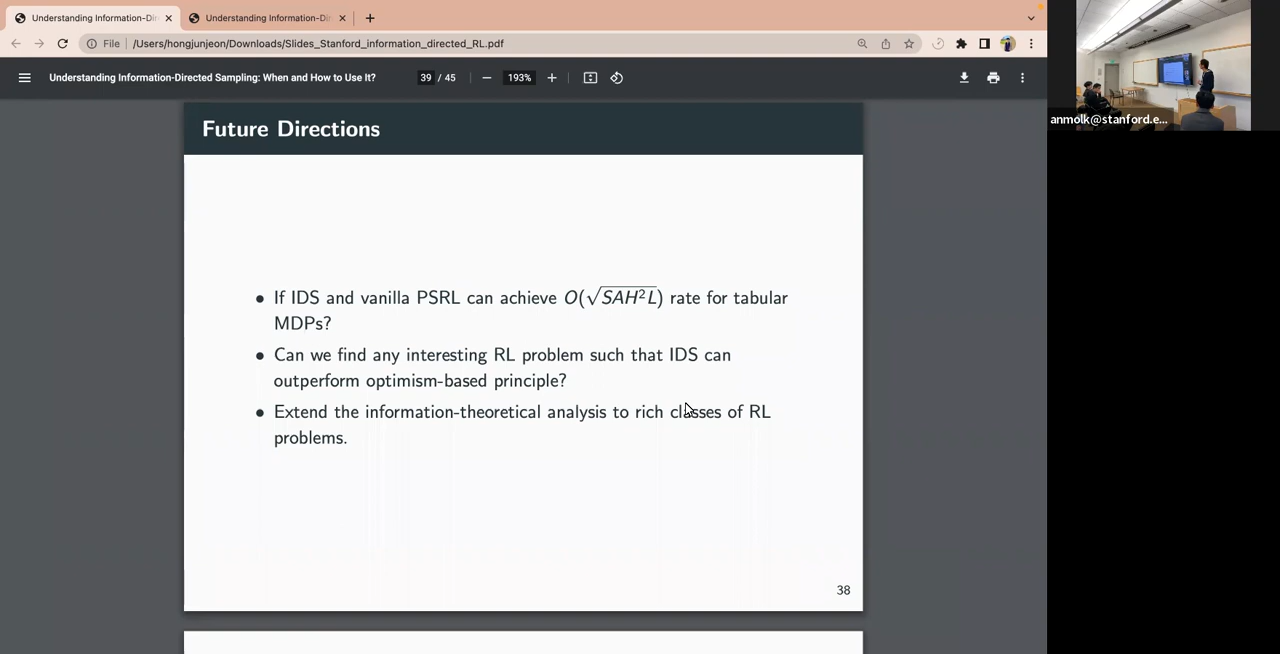 Understanding Information-Di
Understanding Information-Di
File
/Users/hongjunjeon/Downloads/Slides_Stanford_information_directed_RL.pdf
Understanding Information-Directed Sampling: When and How to Use It?
39 / 45
193%
anmolk@stanford.e...
Future Directions
If IDS and vanilla PSRL can achieve O(√SAH²L) rate for tabular
MDPs?
Can we find any interesting RL problem such that IDS can
outperform optimism-based principle?
Extend the information-theoretical analysis to rich classes of RL
problems.
38